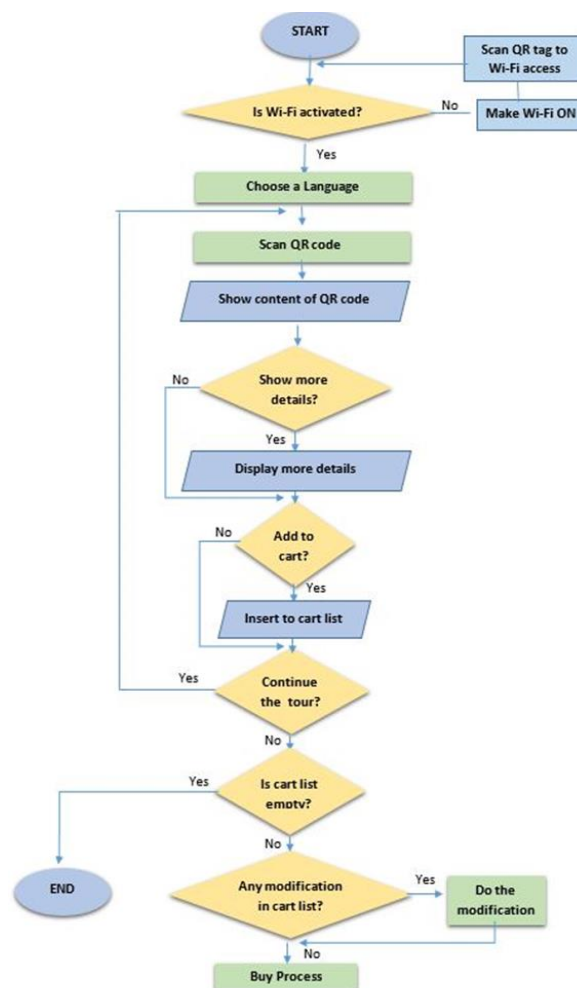 START
Scan QR tag to
Wi-Fi access
Is Wi-Fi activated?
No
Make Wi-Fi ON
Yes
Choose a Language
Scan QR code
Show content of QR code
No
Show more
details?
Yes
Display more details
No
Add to
cart?
Yes
Insert to cart list
Yes
Continue
the tour?
No
Yes
Is cart list
empty?
No
END
Any modification
in cart list?
Yes
Do the
modification
No
Buy Process